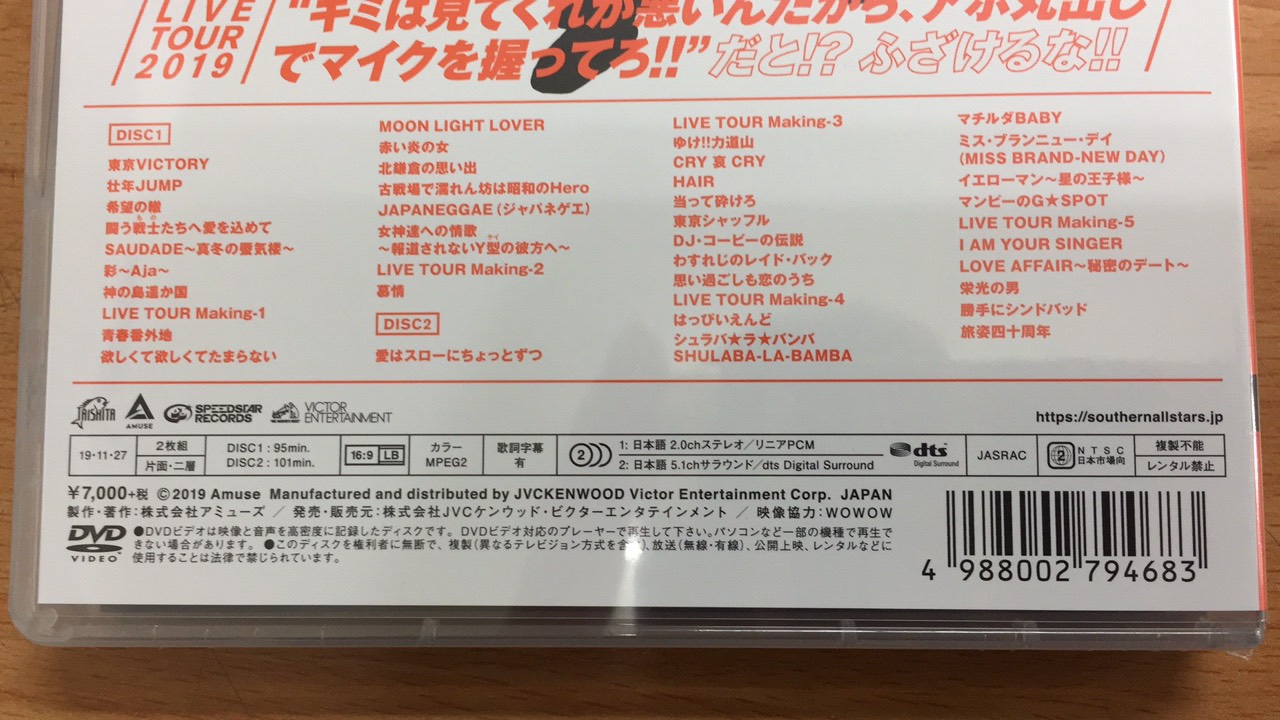 LIVE
TOUR
2019
“キミは見てくれが悪いんだから、アホ丸出し
でマイクを握ってろ!!”だと!? ふざけるな!!
DISC1
東京VICTORY
壮年JUMP
希望の轍
闘う戦士たちへ愛を込めて
SAUDADE〜真冬の蜃気楼〜
彩〜Aja〜
神の島遥か国
LIVE TOUR Making-1
青春番外地
欲しくて欲しくてたまらない
MOON LIGHT LOVER
赤い炎の女
北鎌倉の思い出
古戦場で濡れん坊は昭和のHero
JAPANEGGAE(ジャパネゲエ)
女神達への情歌
〜報道されないY型の彼方へ〜
LIVE TOUR Making-2
慕情
DISC2
愛はスローにちょっとずつ
LIVE TOUR Making-3
ゆけ!!力道山
CRY 哀 CRY
HAIR
当って砕けろ
東京シャッフル
DJ・コービーの伝説
わすれじのレイド・バック
思い過ごしも恋のうち
LIVE TOUR Making-4
はっぴいえんど
シュラバ★ラ★バンバ
SHULABA-LA-BAMBA
マチルダBABY
ミス・ブランニュー・デイ
(MISS BRAND-NEW DAY)
イエローマン〜星の王子様〜
マンピーのG★SPOT
LIVE TOUR Making-5
I AM YOUR SINGER
LOVE AFFAIR〜秘密のデート〜
栄光の男
勝手にシンドバッド
旅姿四十周年
TAISHITA
AMUSE
SPEEDSTAR
RECORDS
VICTOR
ENTERTAINMENT
https://southernallstars.jp
19・11・27
2枚組
片面・二層
DISC1 : 95min.
DISC2 : 101min.
16:9 LB
カラー
MPEG2
歌詞字幕
有
2
1: 日本語 2.0chステレオ/リニアPCM
2: 日本語 5.1chサラウンド/dts Digital Surround
dts
Digital Surround
JASRAC
2
NTSC
日本市場向
複製不能
レンタル禁止
¥7,000+税 ©2019 Amuse Manufactured and distributed by JVCKENWOOD Victor Entertainment Corp. JAPAN
製作・著作:株式会社アミューズ / 発売・販売元:株式会社JVCケンウッド・ビクターエンタテインメント / 映像協力:WOWOW
DVD
VIDEO
●DVDビデオは映像と音声を高密度に記録したディスクです。DVDビデオ対応のプレーヤーで再生して下さい。パソコンなど一部の機種で再生で
きない場合があります。 ●このディスクを権利者に無断で、複製(異なるテレビジョン方式を含む)、放送(無線・有線)、公開上映、レンタルなどに
使用することは法律で禁じられています。
4 988002 794683